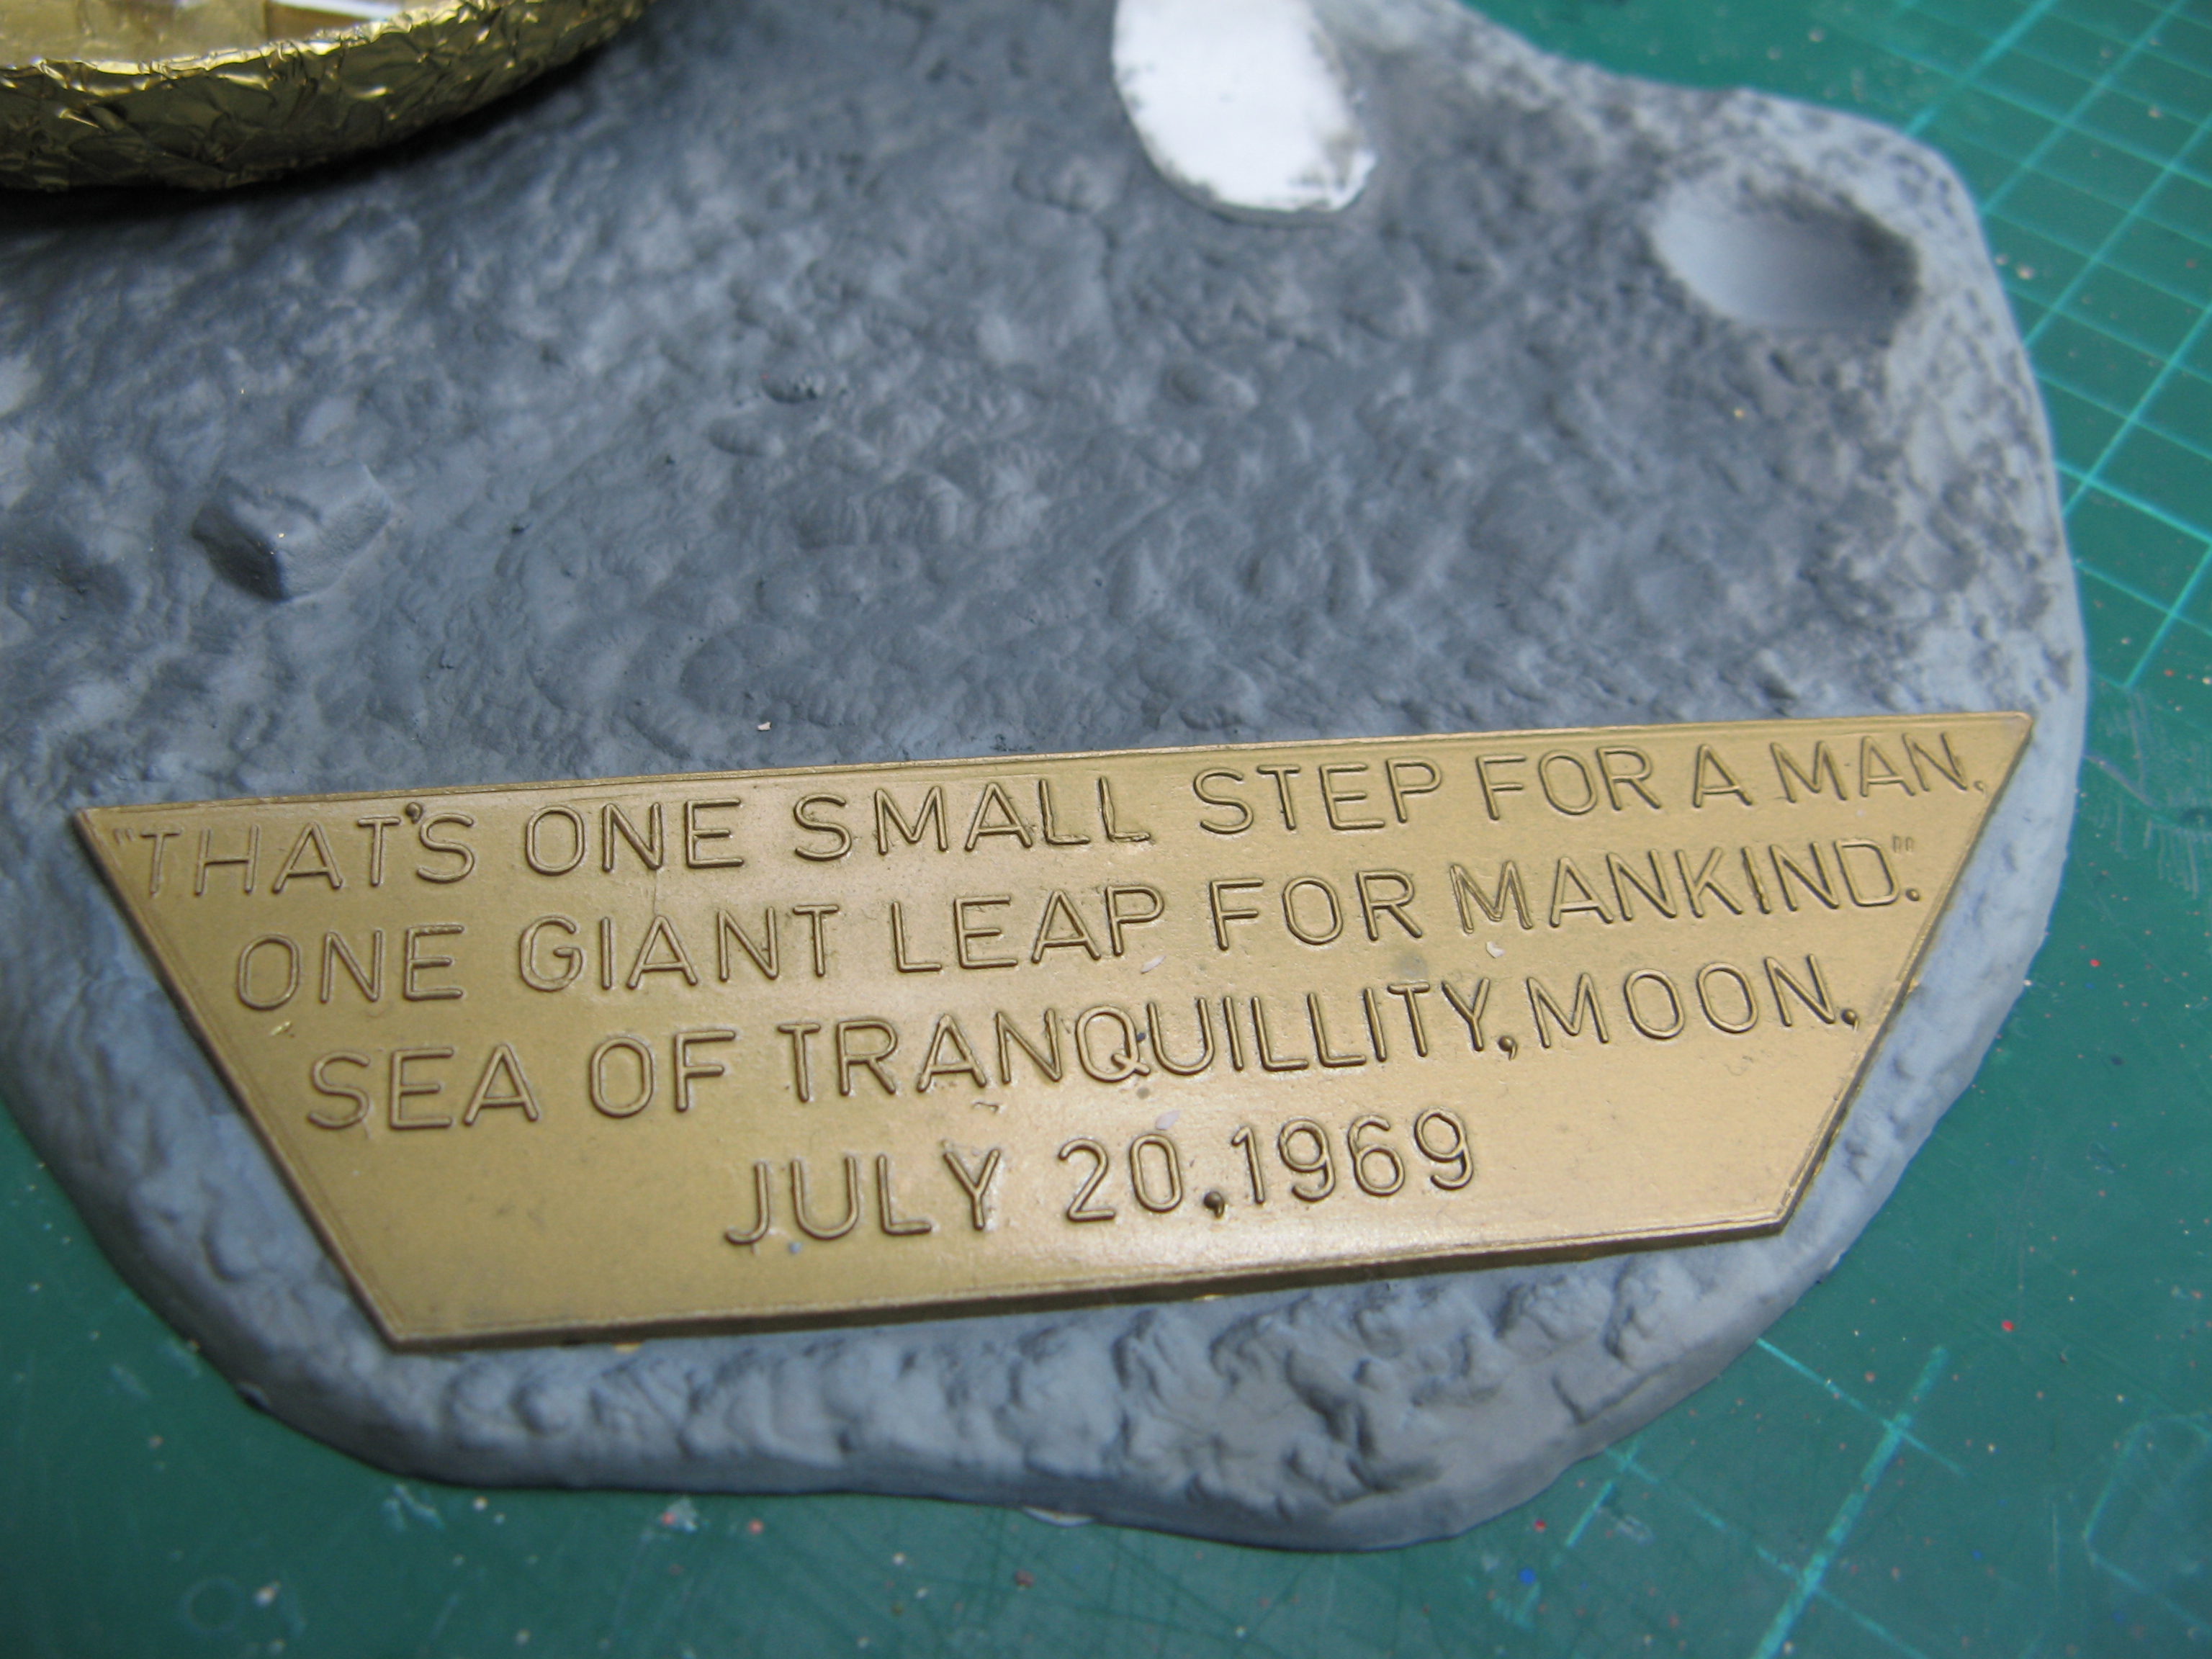 "THAT'S ONE SMALL STEP FOR A MAN,
ONE GIANT LEAP FOR MANKIND."
SEA OF TRANQUILLITY, MOON,
JULY 20, 1969